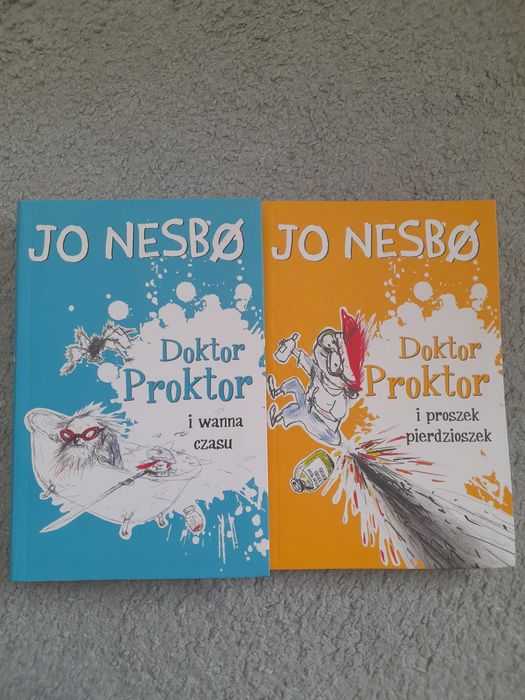 JO NESBØ
Doktor
Proktor
i wanna
czasu
JO NESBØ
Doktor
Proktor
i proszek
pierdzioszek